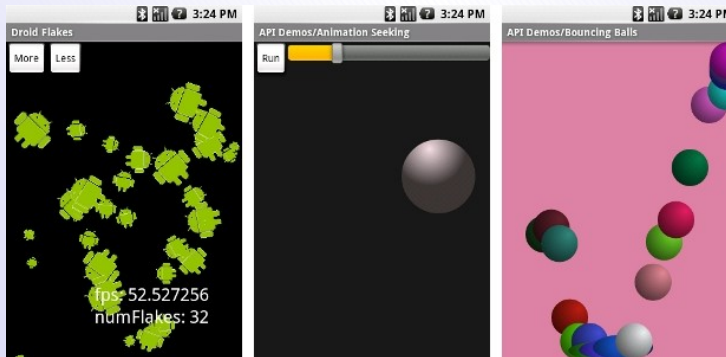 3:24 PM
Droid Flakes
More Less
fps: 52.527256
numFlakes: 32
3:24 PM
API Demos/Animation Seeking
Run
3:24 PM
API Demos/Bouncing Balls